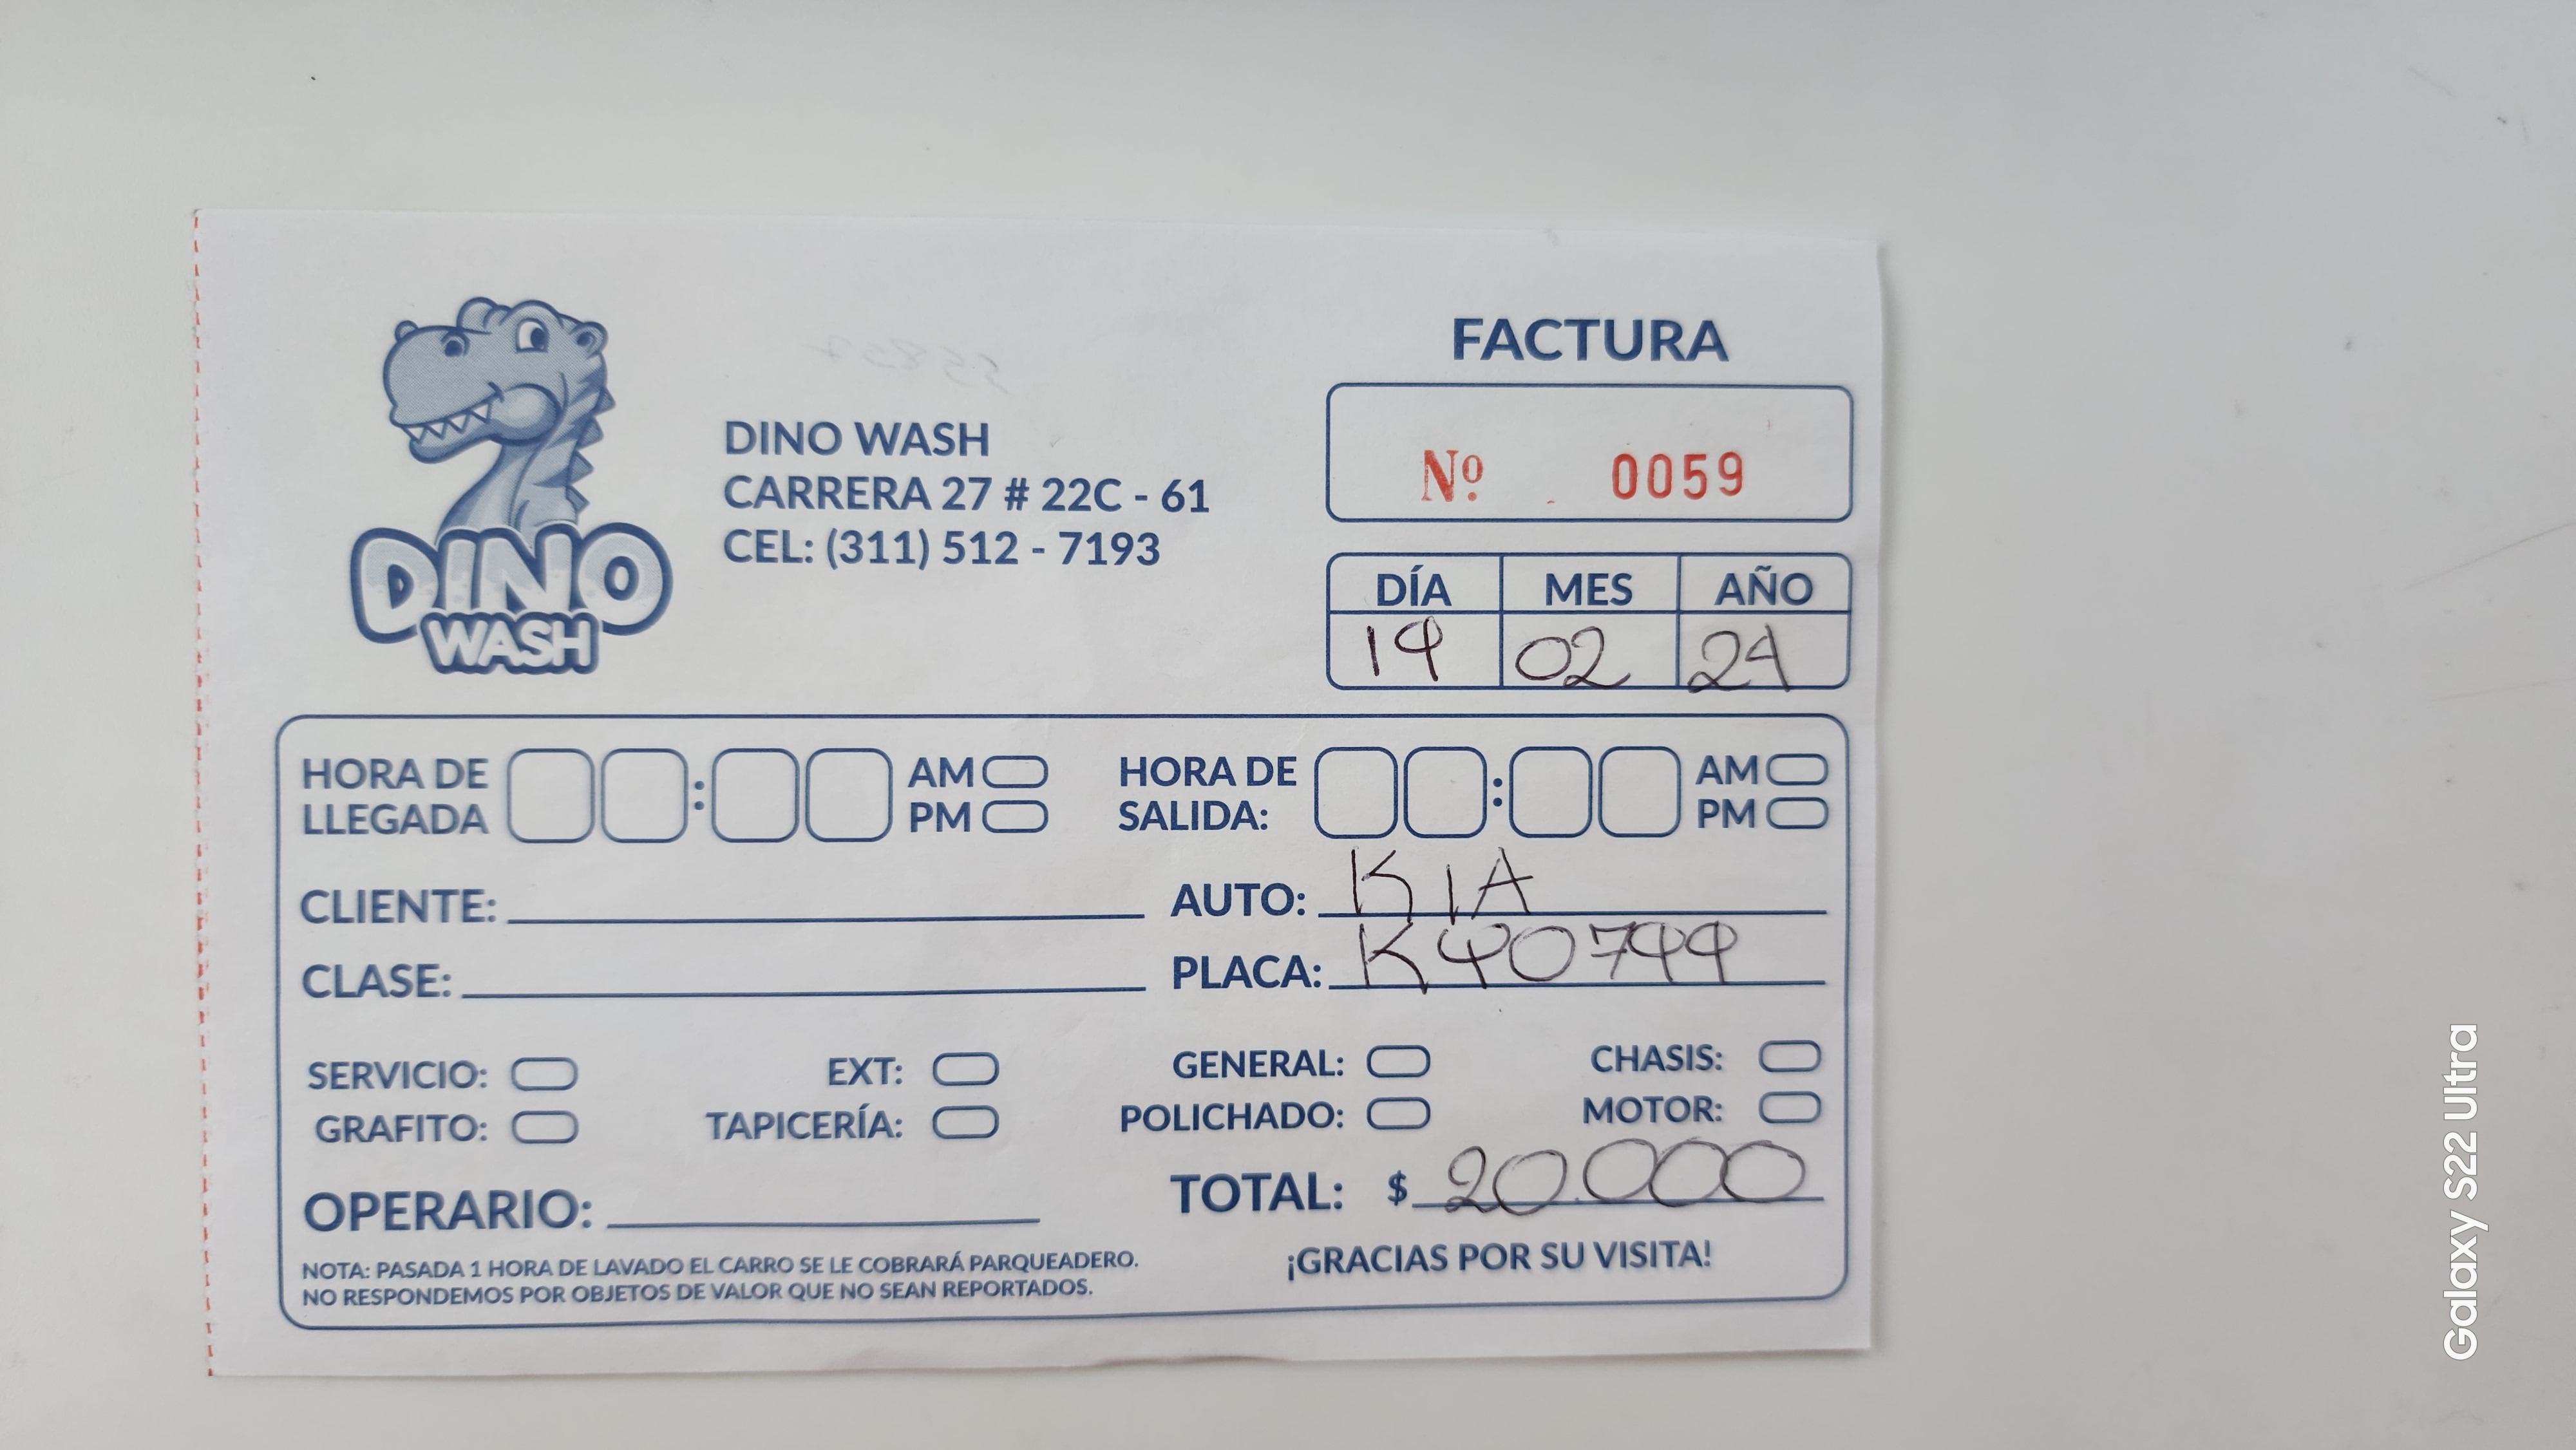 FACTURA
DINO WASH
CARRERA 27 # 22C - 61
CEL: (311) 512 - 7193
Nº 0059
DINO
WASH
DÍA MES AÑO
14 02 24
HORA DE LLEGADA : AM PM
HORA DE SALIDA: : AM PM
CLIENTE:
AUTO: KIA
CLASE:
PLACA: K40744
SERVICIO: EXT: GENERAL: CHASIS:
GRAFITO: TAPICERÍA: POLICHADO: MOTOR:
OPERARIO:
TOTAL: $ 20.000
NOTA: PASADA 1 HORA DE LAVADO EL CARRO SE LE COBRARÁ PARQUEADERO.
NO RESPONDEMOS POR OBJETOS DE VALOR QUE NO SEAN REPORTADOS.
¡GRACIAS POR SU VISITA!
Galaxy S22 Ultra